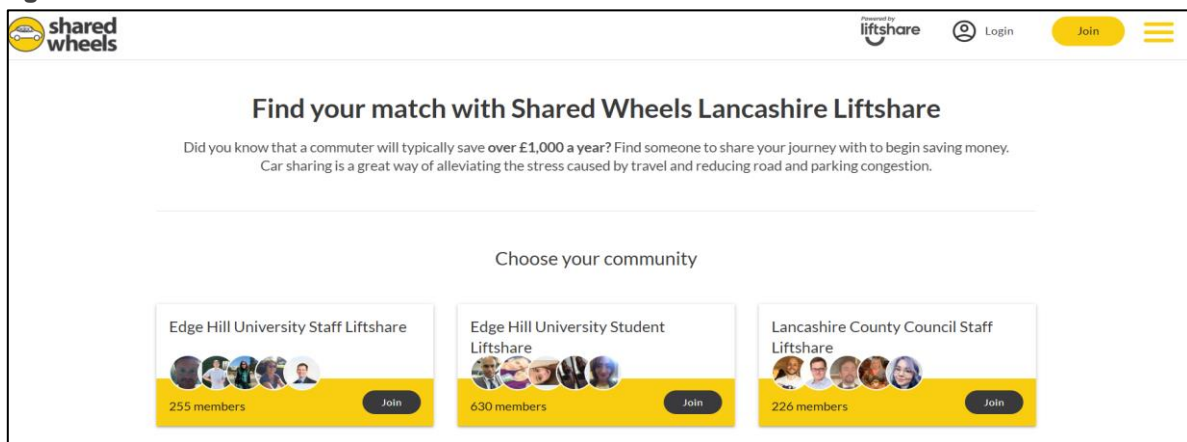 shared
wheels
Powered by
liftshare
Login
Join
Find your match with Shared Wheels Lancashire Liftshare
Did you know that a commuter will typically save over £1,000 a year? Find someone to share your journey with to begin saving money.
Car sharing is a great way of alleviating the stress caused by travel and reducing road and parking congestion.
Choose your community
Edge Hill University Staff Liftshare
255 members
Join
Edge Hill University Student
Liftshare
630 members
Join
Lancashire County Council Staff
Liftshare
226 members
Join